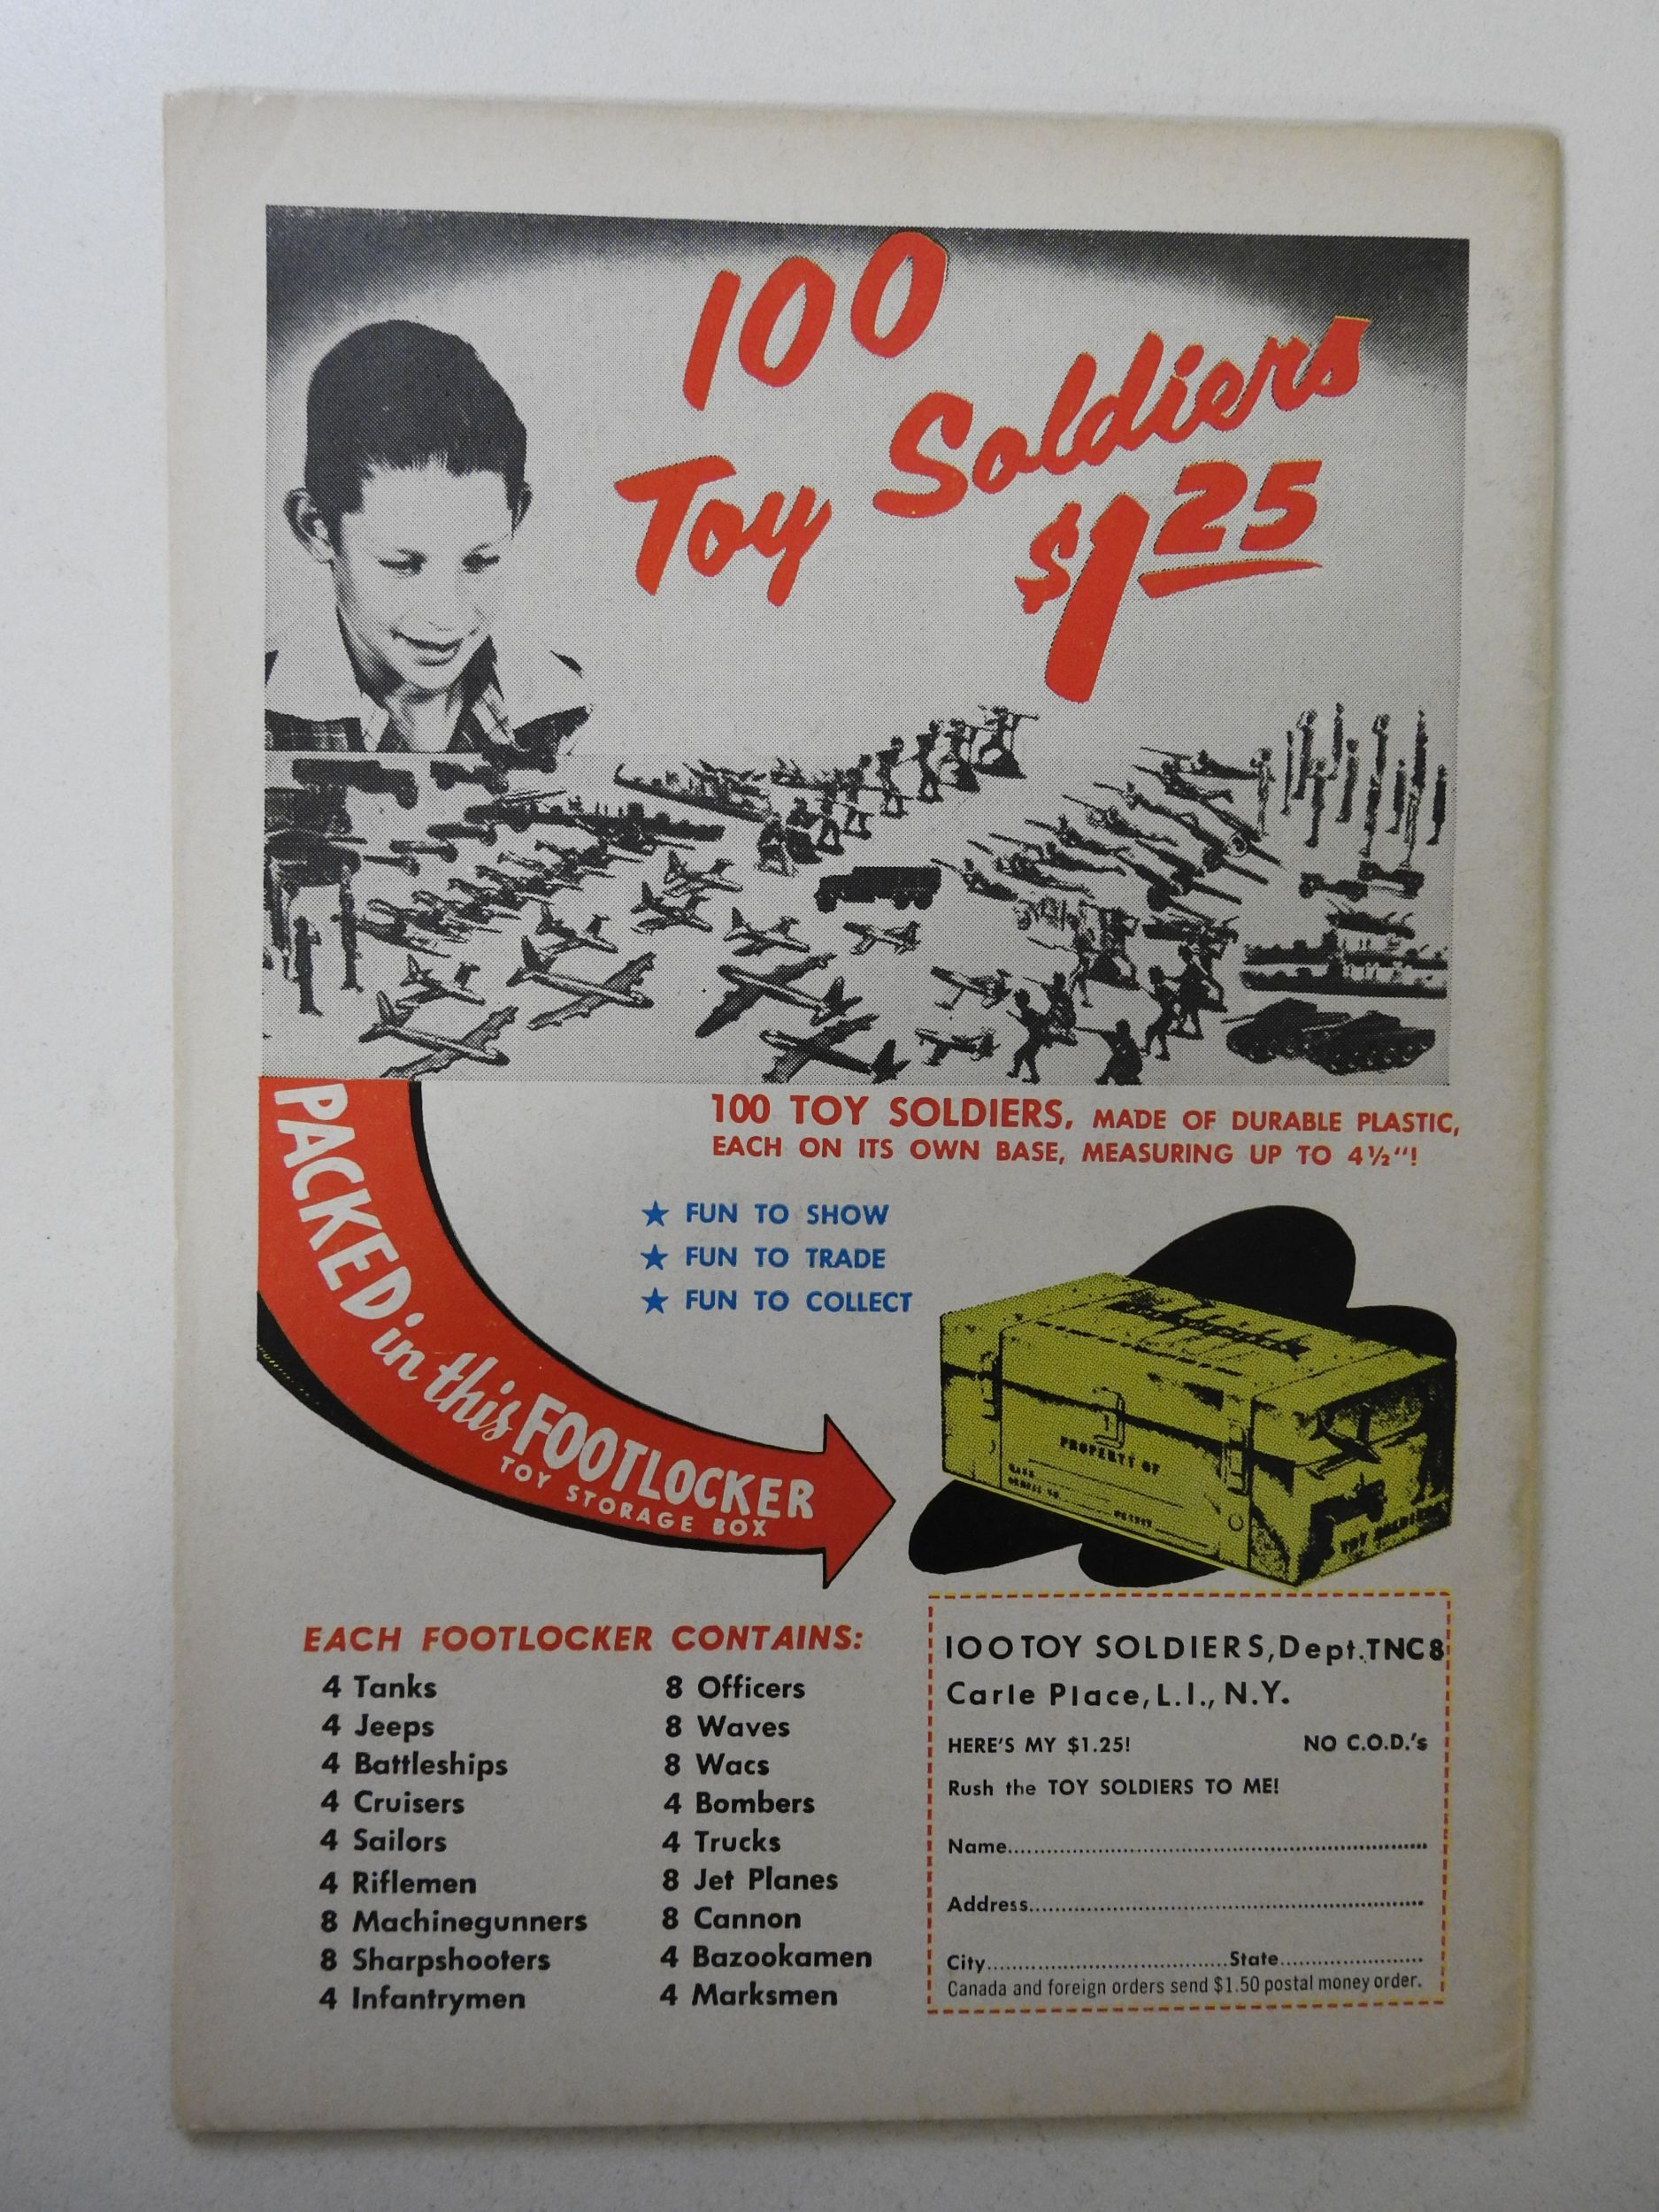 100
Toy Soldiers
$1 25
100 TOY SOLDIERS, MADE OF DURABLE PLASTIC,
EACH ON ITS OWN BASE, MEASURING UP TO 4½"!
★ FUN TO SHOW
★ FUN TO TRADE
★ FUN TO COLLECT
PACKED in this FOOTLOCKER
TOY STORAGE BOX
PROPERTY OF
TOY SOLDIERS
EACH FOOTLOCKER CONTAINS:
4 Tanks
4 Jeeps
4 Battleships
4 Cruisers
4 Sailors
4 Riflemen
8 Machinegunners
8 Sharpshooters
4 Infantrymen
8 Officers
8 Waves
8 Wacs
4 Bombers
4 Trucks
8 Jet Planes
8 Cannon
4 Bazookamen
4 Marksmen
100 TOY SOLDIERS, Dept. TNC8
Carle Place, L.I., N.Y.
HERE'S MY $1.25! NO C.O.D.'s
Rush the TOY SOLDIERS TO ME!
Name
Address
City State
Canada and foreign orders send $1.50 postal money order.